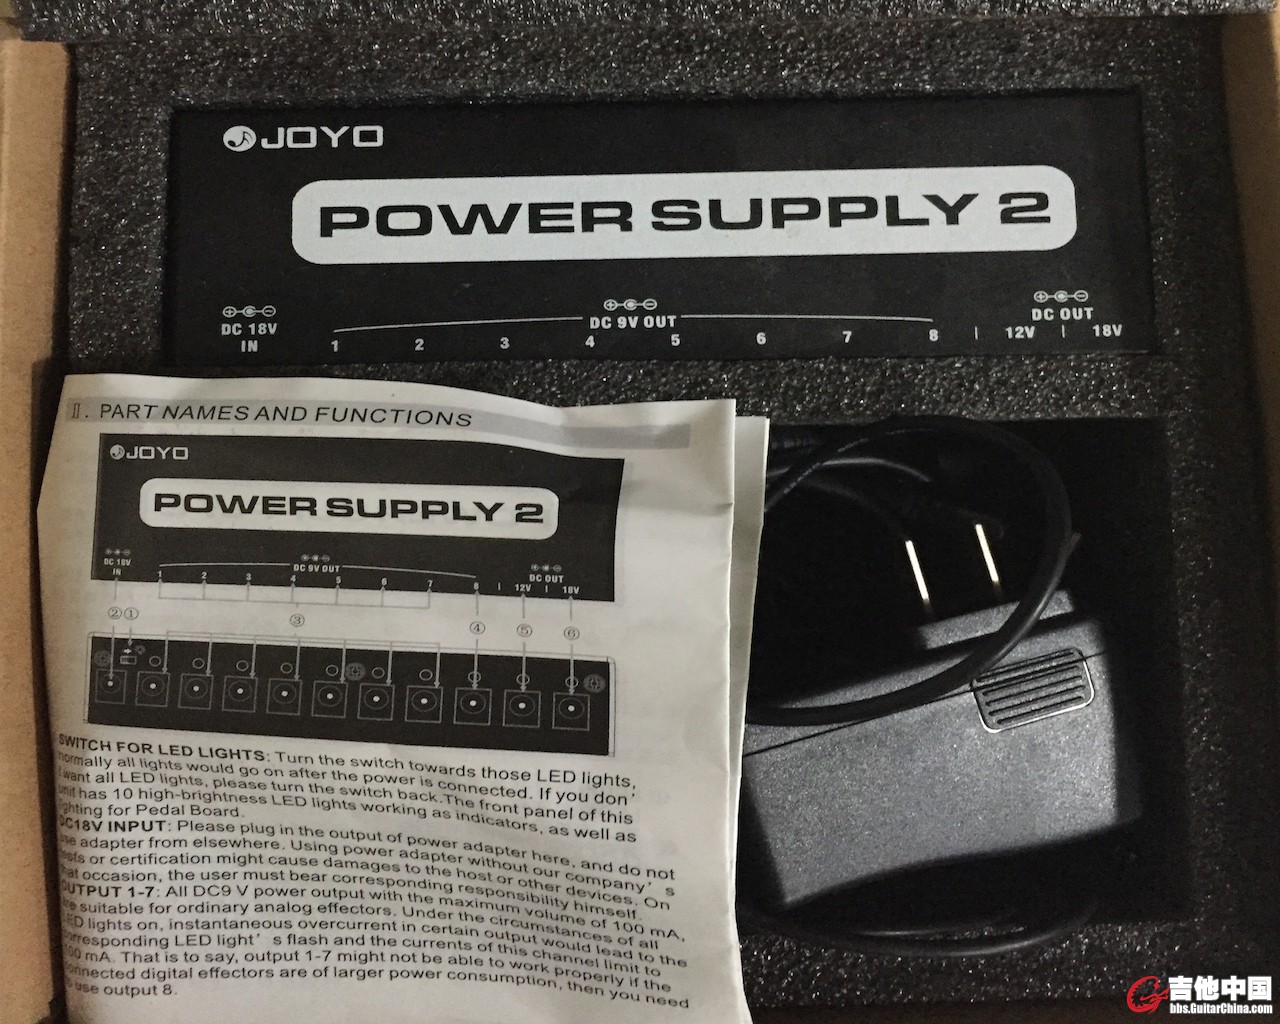 JOYO
POWER SUPPLY 2
DC 18V
IN
DC 9V OUT
DC OUT
1 2 3 4 5 6 7 8 | 12V | 18V
Ⅱ. PART NAMES AND FUNCTIONS
JOYO
POWER SUPPLY 2
DC 18V
IN
DC 9V OUT
DC OUT
1 2 3 4 5 6 7 8 | 12V | 18V
② ① ③ ④ ⑤ ⑥
SWITCH FOR LED LIGHTS: Turn the switch towards those LED lights,
normally all lights would go on after the power is connected. If you don'
want all LED lights, please turn the switch back.The front panel of this
unit has 10 high-brightness LED lights working as indicators, as well as
lighting for Pedal Board.
DC18V INPUT: Please plug in the output of power adapter here, and do not
use adapter from elsewhere. Using power adapter without our company's
or certification might cause damages to the host or other devices. On
that occasion, the user must bear corresponding responsibility himself.
OUTPUT 1-7: All DC9 V power output with the maximum volume of 100 mA,
are suitable for ordinary analog effectors. Under the circumstances of all
LED lights on, instantaneous overcurrent in certain output would lead to the
corresponding LED light's flash and the currents of this channel limit to
mA. That is to say, output 1-7 might not be able to work properly if the
connected digital effectors are of larger power consumption, then you need
use output 8.
吉他中国
bbs.GuitarChina.com